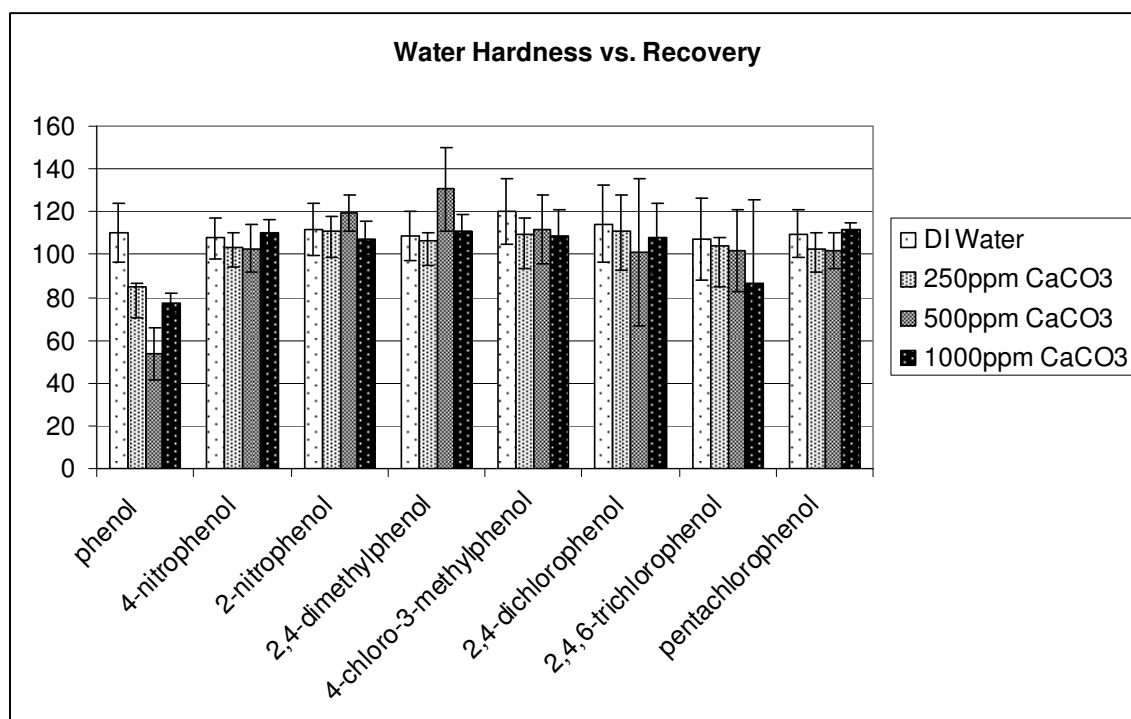 Water Hardness vs. Recovery
160
140
120
100
80
60
40
20
0
phenol
4-nitrophenol
2-nitrophenol
2,4-dimethylphenol
4-chloro-3-methylphenol
2,4-dichlorophenol
2,4,6-trichlorophenol
pentachlorophenol
DI Water
250ppm CaCO3
500ppm CaCO3
1000ppm CaCO3